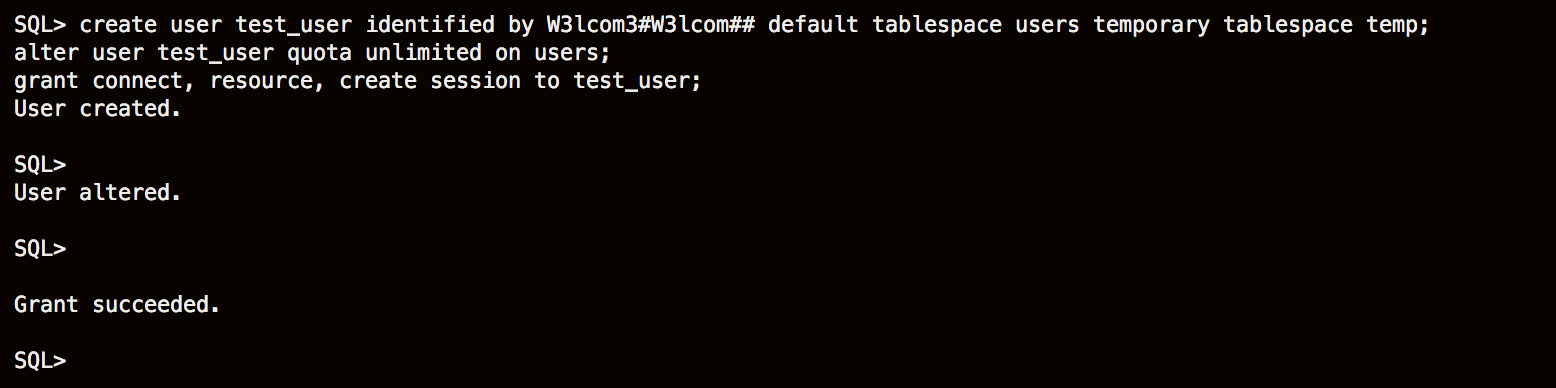 SQL> create user test_user identified by W3lcom3#W3lcom## default tablespace users temporary tablespace temp;
alter user test_user quota unlimited on users;
grant connect, resource, create session to test_user;
User created.
SQL>
User altered.
SQL>
Grant succeeded.
SQL>